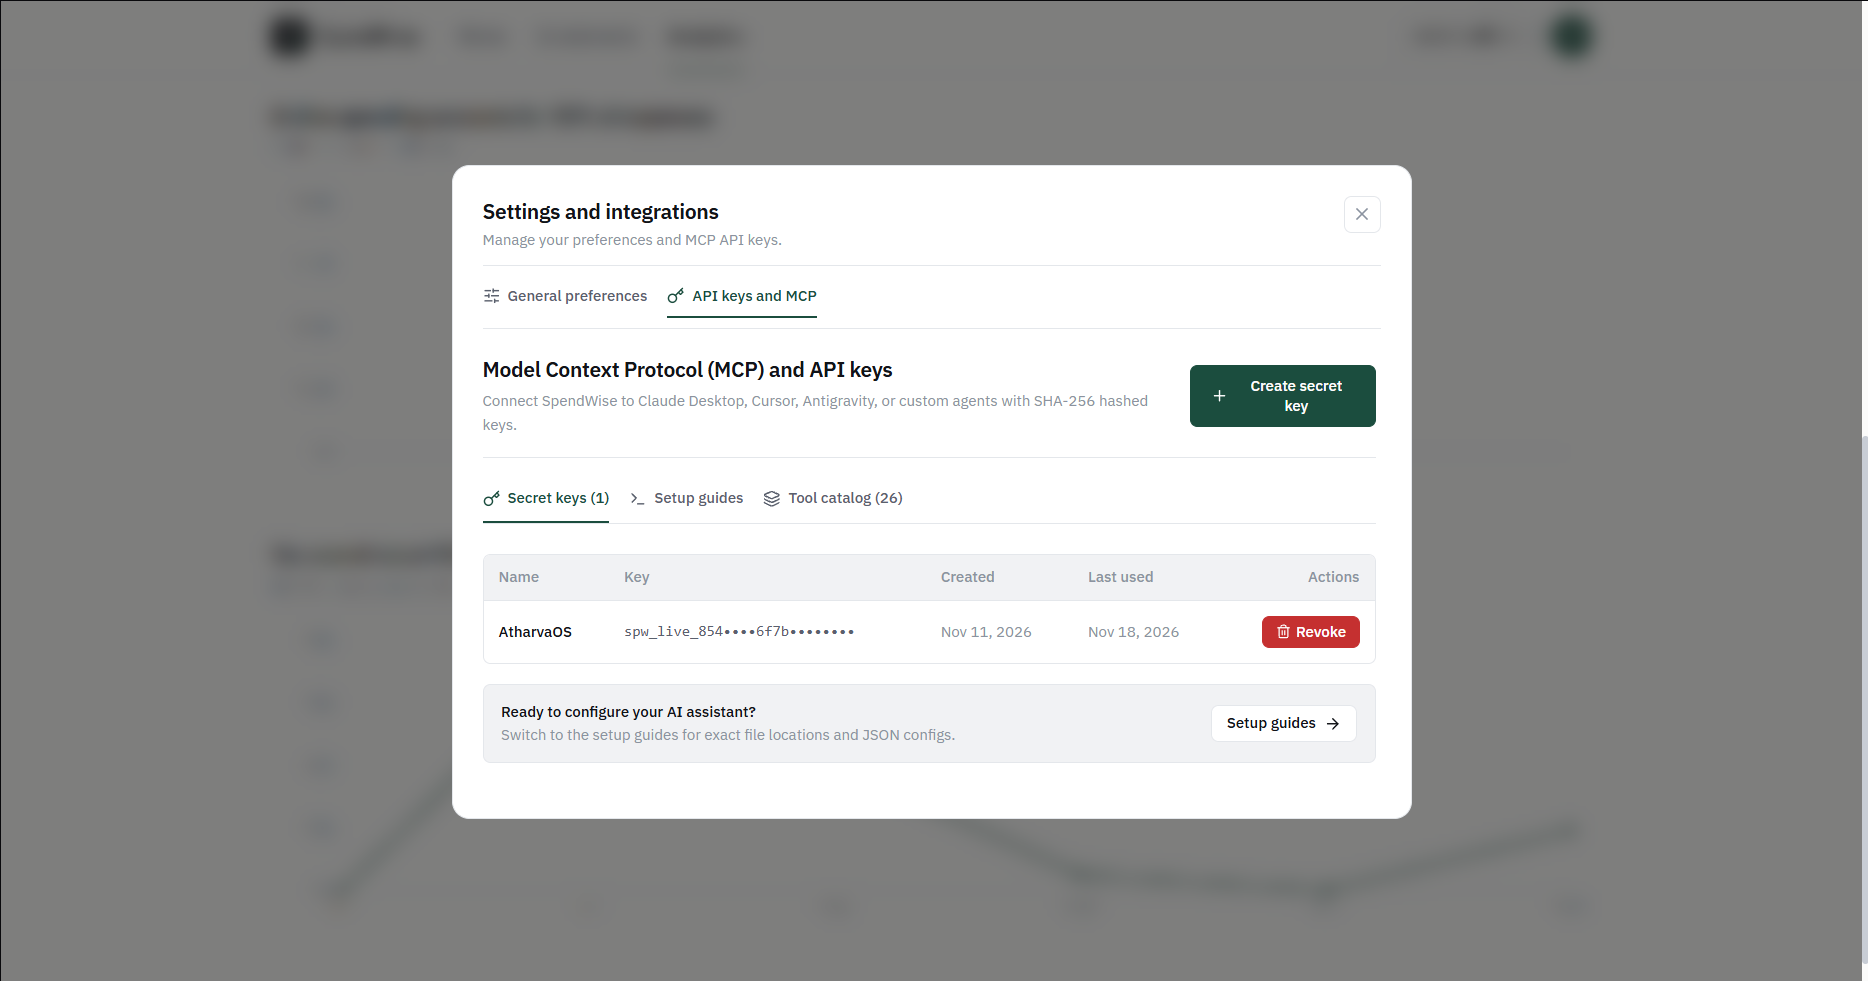 Settings and integrations
Manage your preferences and MCP API keys.
General preferences
API keys and MCP
Model Context Protocol (MCP) and API keys
Connect SpendWise to Claude Desktop, Cursor, Antigravity, or custom agents with SHA-256 hashed
keys.
Create secret
key
Secret keys (1)
Setup guides
Tool catalog (26)
Name Key Created Last used Actions
AtharvaOS spw_live_854••••6f7b•••••••• Nov 11, 2026 Nov 18, 2026 Revoke
Ready to configure your AI assistant?
Switch to the setup guides for exact file locations and JSON configs.
Setup guides →